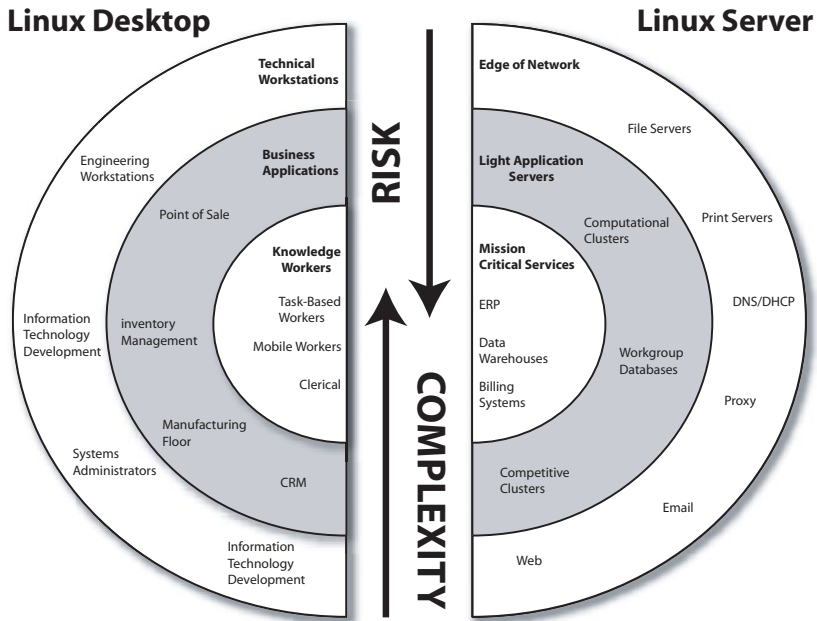 Linux Desktop
Technical
Workstations
Engineering
Workstations
Business
Applications
Point of Sale
Knowledge
Workers
Task-Based
Workers
Information
Technology
Development
inventory
Management
Mobile Workers
Clerical
Manufacturing
Floor
Systems
Administrators
CRM
Information
Technology
Development
RISK
COMPLEXITY
Linux Server
Edge of Network
File Servers
Light Application
Servers
Computational
Clusters
Print Servers
Mission
Critical Services
ERP
DNS/DHCP
Data
Warehouses
Workgroup
Databases
Billing
Systems
Proxy
Competitive
Clusters
Email
Web